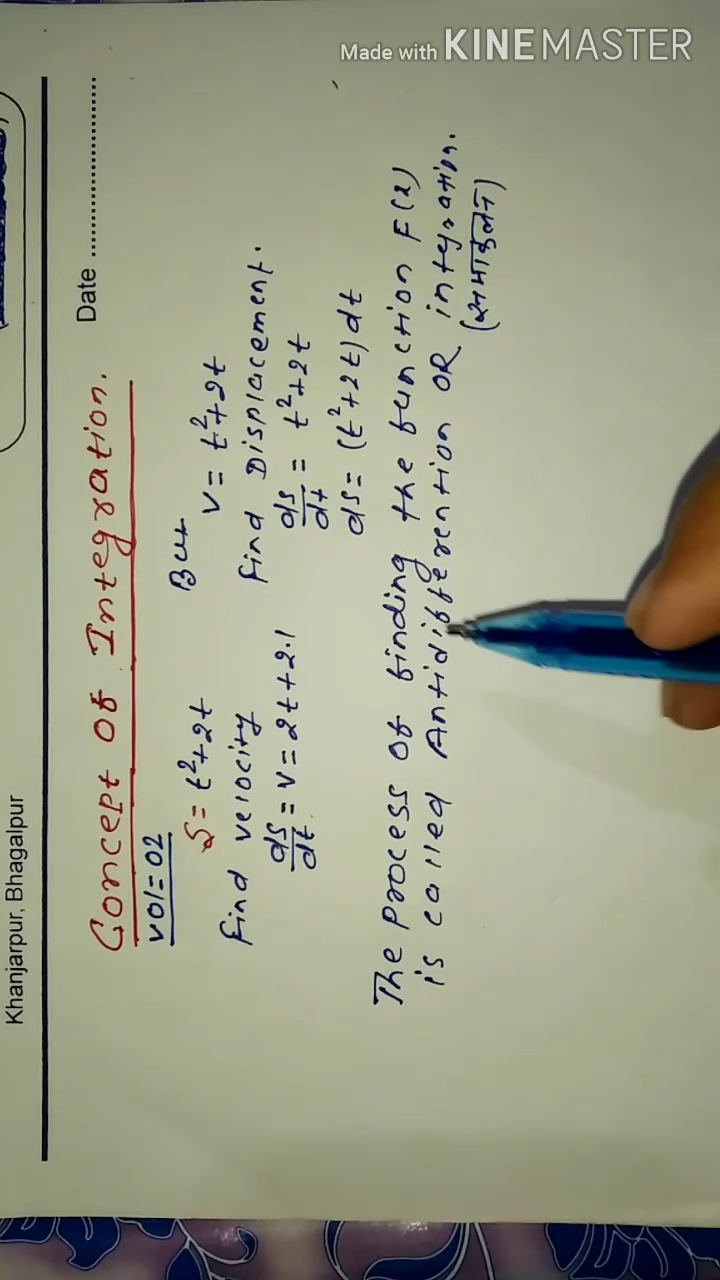 Made with KINEMASTER
Khanjarpur, Bhagalpur
Date ........................
Concept of Integration.
Vol=02
S = t²+2t
Find velocity
ds/dt = v = 2t+2.1
But
v = t²+2t
Find Displacement.
ds/dt = t²+2t
ds = (t²+2t)dt
The process of finding the function F(x)
is called Antidifferention OR integration.
(समाकलन)